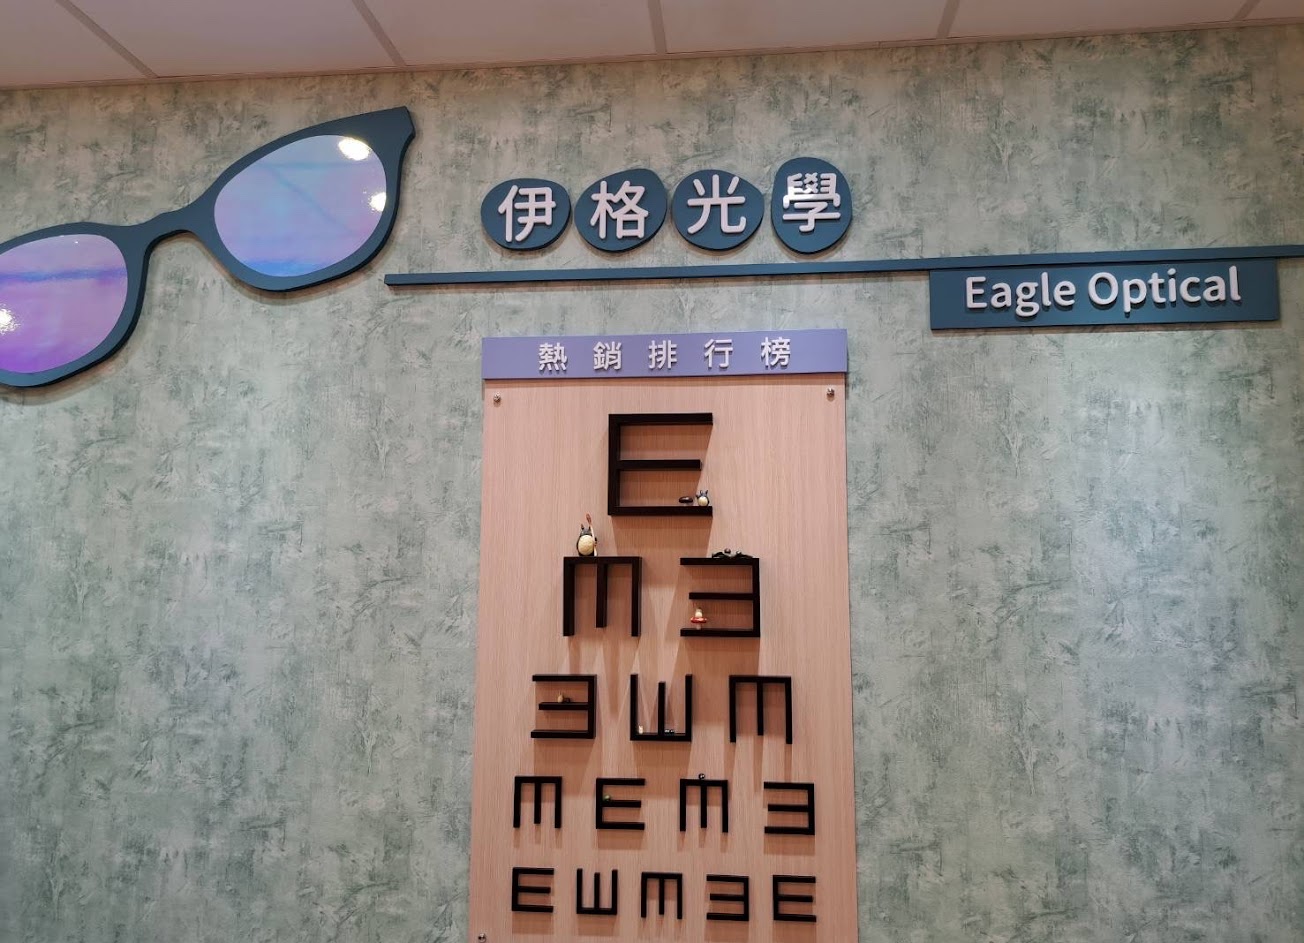 伊格光學
Eagle Optical
熱銷排行榜
E
m ∃
∃ ш m
m E m ∃
E ш m ∃ E